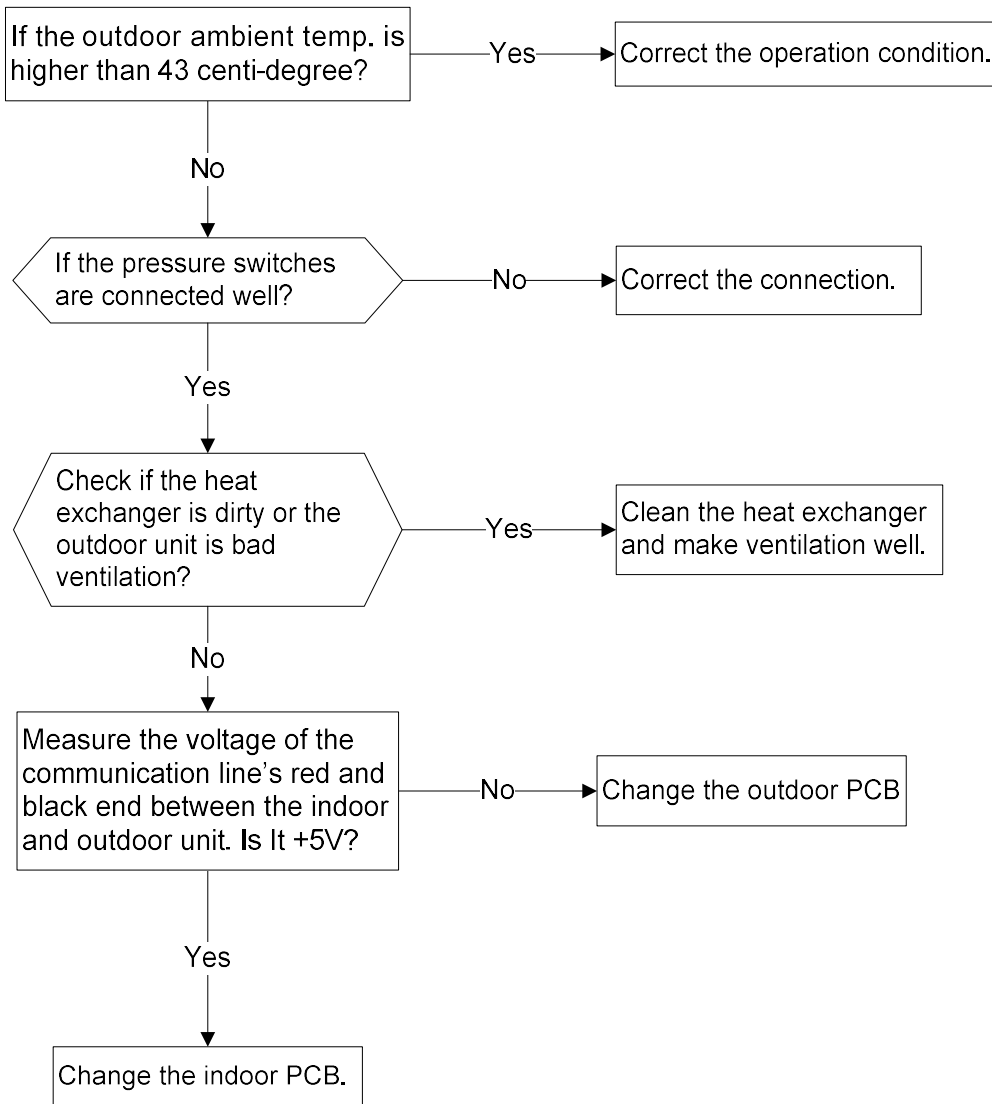 If the outdoor ambient temp. is
higher than 43 centi-degree?
Yes
Correct the operation condition.
No
If the pressure switches
are connected well?
No
Correct the connection.
Yes
Check if the heat
exchanger is dirty or the
outdoor unit is bad
ventilation?
Yes
Clean the heat exchanger
and make ventilation well.
No
Measure the voltage of the
communication line's red and
black end between the indoor
and outdoor unit. Is It +5V?
No
Change the outdoor PCB
Yes
Change the indoor PCB.